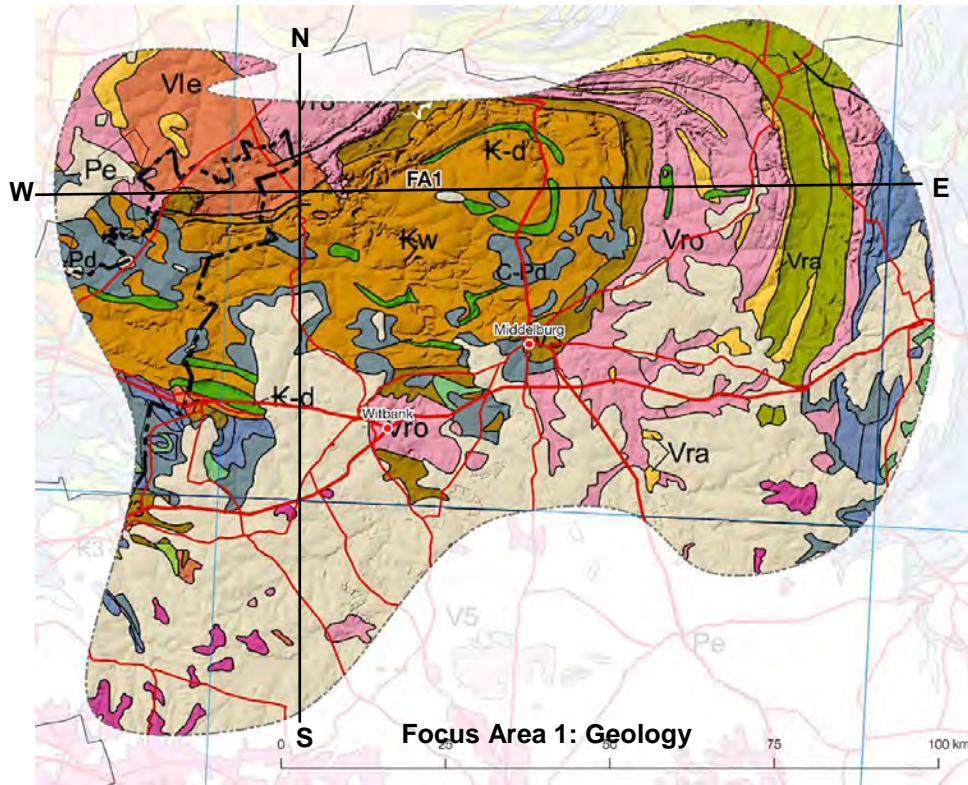 N
Vle
Vro
Pe
K-d
W
FA1
E
Kw
Vro
-Pd
C-Pd
Vra
Middelburg
K-d
Witbank
Vro
Vra
K3
V5
Pe
S
Focus Area 1: Geology
0
25
50
75
100 km